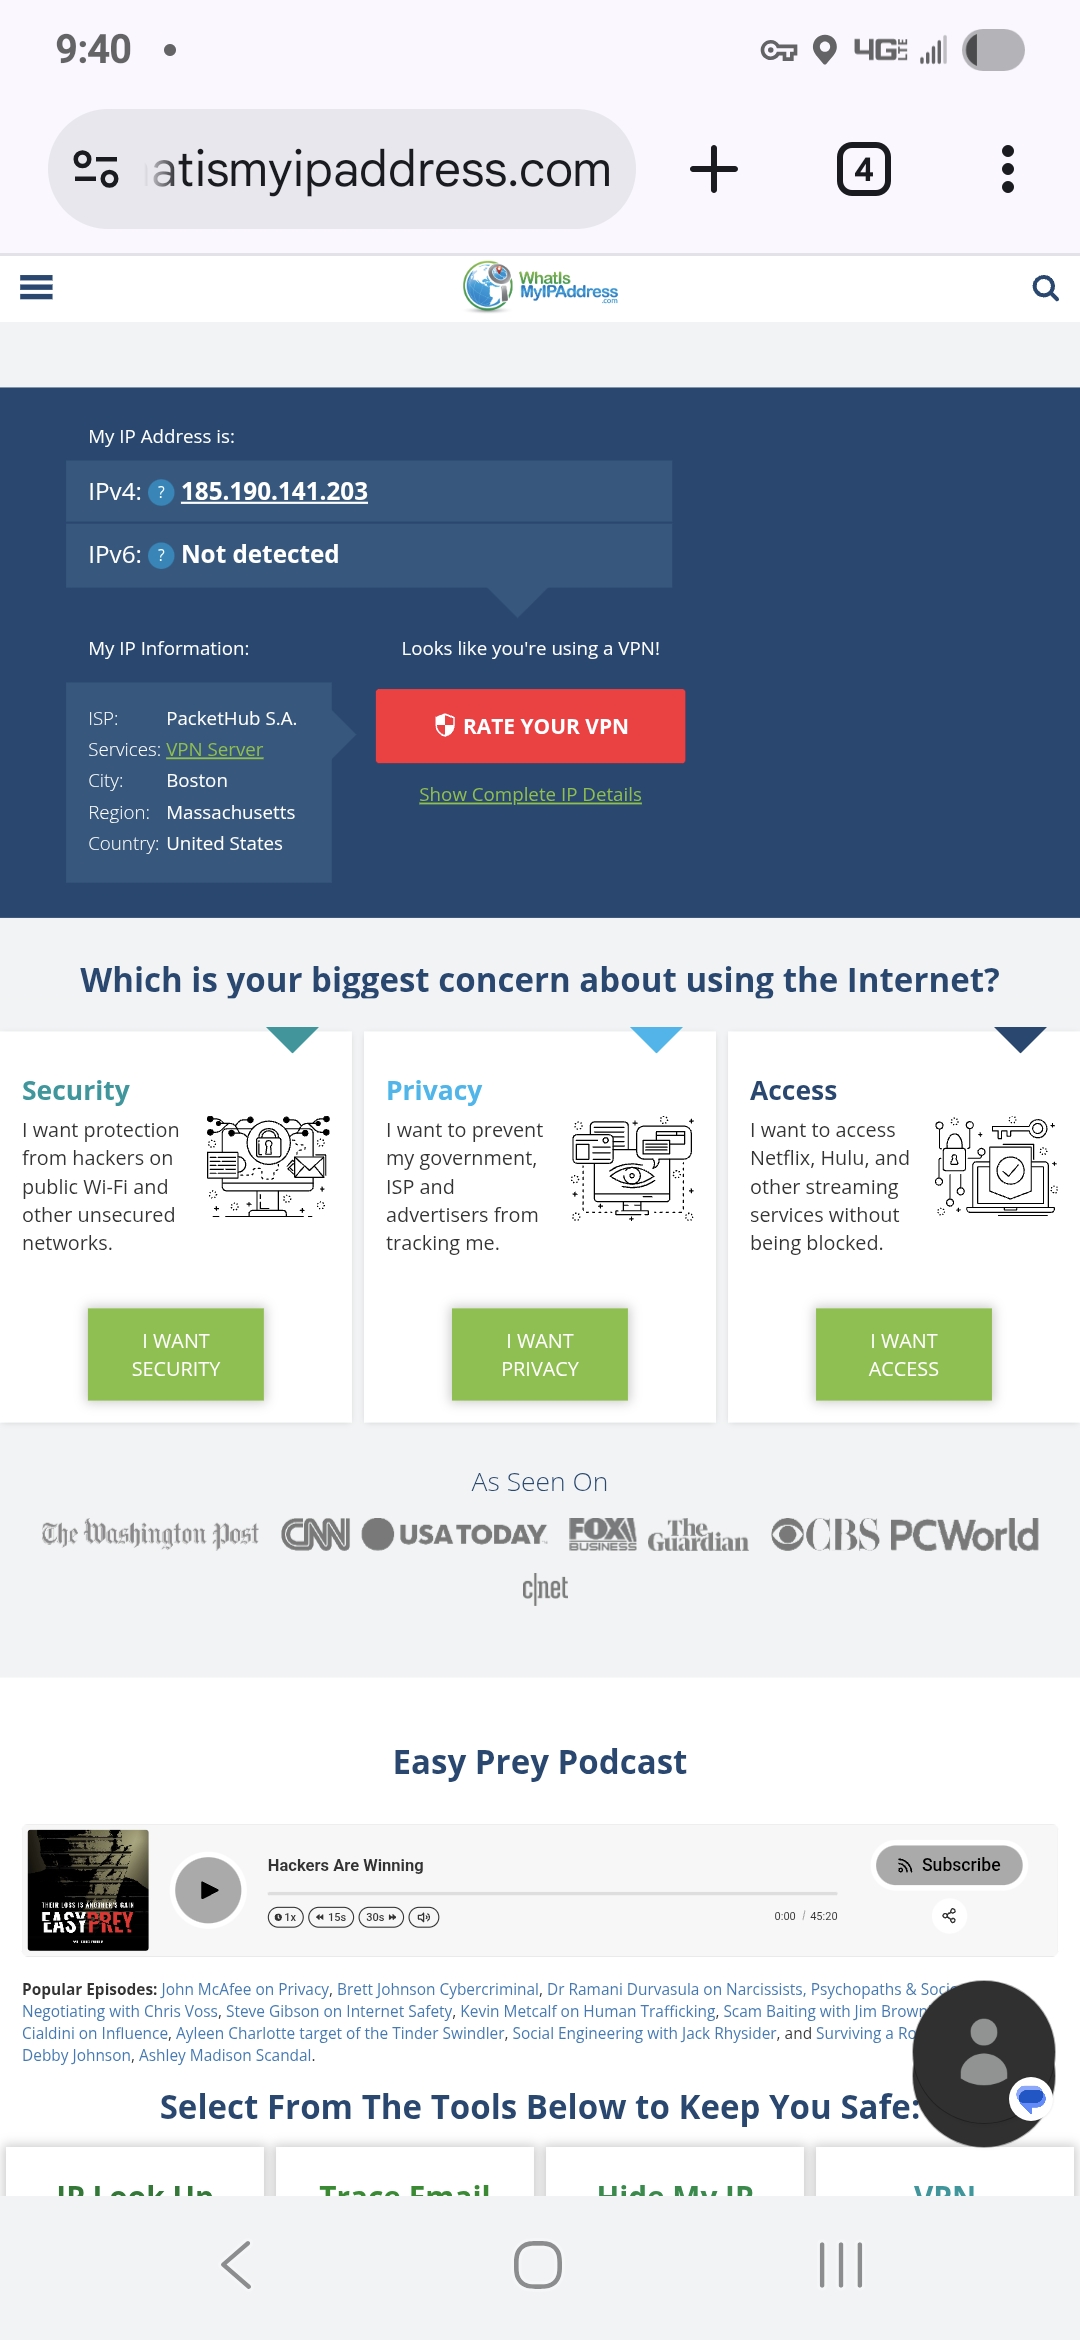 9:40
4G LTE
atismyipaddress.com
4
WhatIs
MyIPAddress
.com
My IP Address is:
IPv4: ? 185.190.141.203
IPv6: ? Not detected
My IP Information:
Looks like you're using a VPN!
ISP: PacketHub S.A.
Services: VPN Server
City: Boston
Region: Massachusetts
Country: United States
RATE YOUR VPN
Show Complete IP Details
Which is your biggest concern about using the Internet?
Security
I want protection
from hackers on
public Wi-Fi and
other unsecured
networks.
I WANT
SECURITY
Privacy
I want to prevent
my government,
ISP and
advertisers from
tracking me.
I WANT
PRIVACY
Access
I want to access
Netflix, Hulu, and
other streaming
services without
being blocked.
I WANT
ACCESS
As Seen On
The Washington Post CNN USA TODAY FOX BUSINESS The Guardian CBS PCWorld
c|net
Easy Prey Podcast
THEIR LOSS IS ANOTHER'S GAIN
EASYPREY
Hackers Are Winning
1x 15s 30s
0:00 / 45:20
Subscribe
Popular Episodes: John McAfee on Privacy, Brett Johnson Cybercriminal, Dr Ramani Durvasula on Narcissists, Psychopaths & Soci
Negotiating with Chris Voss, Steve Gibson on Internet Safety, Kevin Metcalf on Human Trafficking, Scam Baiting with Jim Brown
Cialdini on Influence, Ayleen Charlotte target of the Tinder Swindler, Social Engineering with Jack Rhysider, and Surviving a Ro
Debby Johnson, Ashley Madison Scandal.
Select From The Tools Below to Keep You Safe:
IP Look Up
Trace Email
Hide My IP
VPN